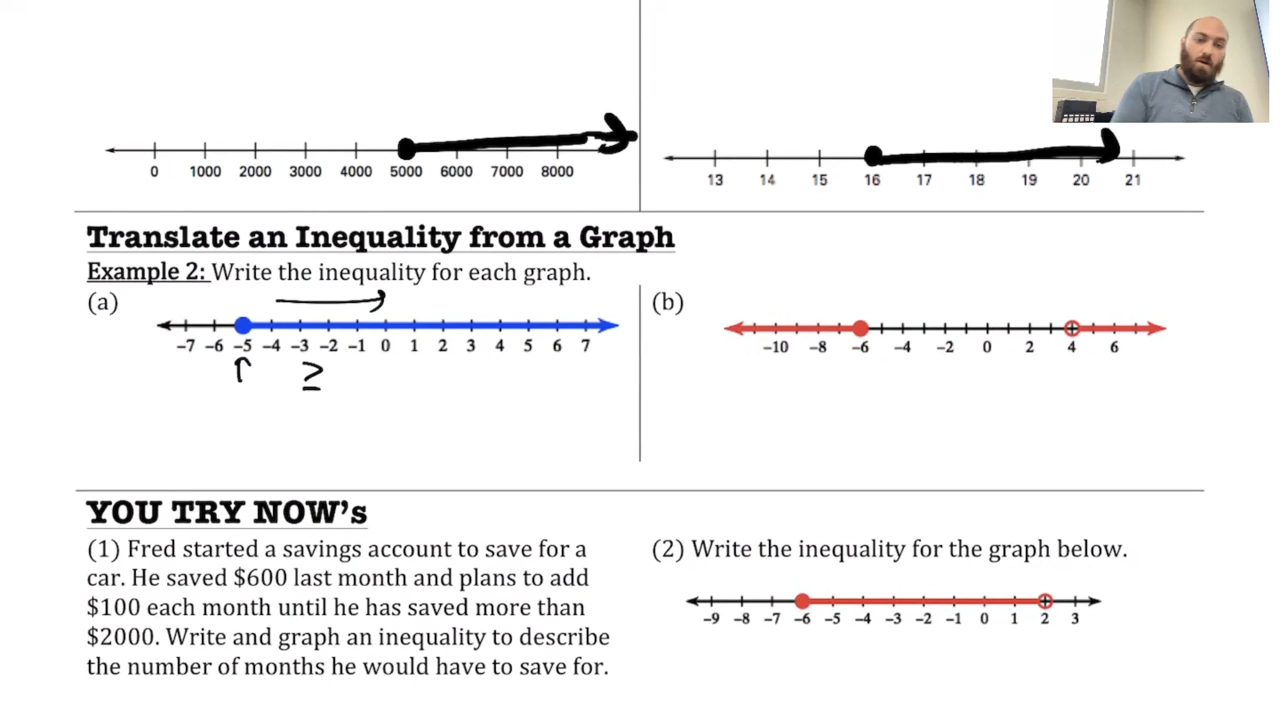 0 1000 2000 3000 4000 5000 6000 7000 8000
13 14 15 16 17 18 19 20 21
Translate an Inequality from a Graph
Example 2: Write the inequality for each graph.
(a)
-7 -6 -5 -4 -3 -2 -1 0 1 2 3 4 5 6 7
≥
(b)
-10 -8 -6 -4 -2 0 2 4 6
YOU TRY NOW's
(1) Fred started a savings account to save for a
car. He saved $600 last month and plans to add
$100 each month until he has saved more than
$2000. Write and graph an inequality to describe
the number of months he would have to save for.
(2) Write the inequality for the graph below.
-9 -8 -7 -6 -5 -4 -3 -2 -1 0 1 2 3